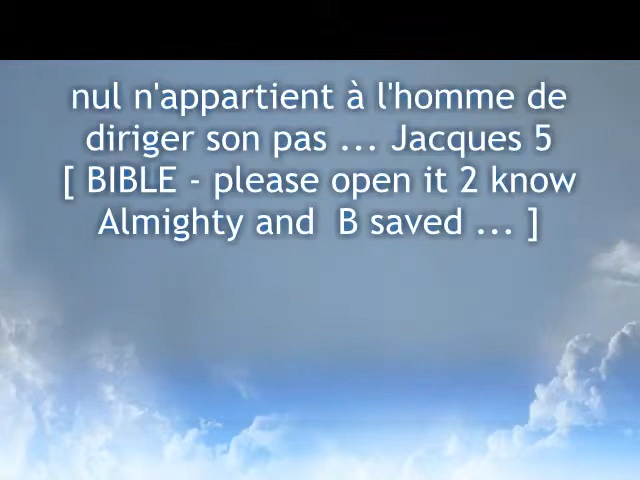 nul n'appartient à l'homme de
diriger son pas ... Jacques 5
[ BIBLE - please open it 2 know
Almighty and  B saved ... ]